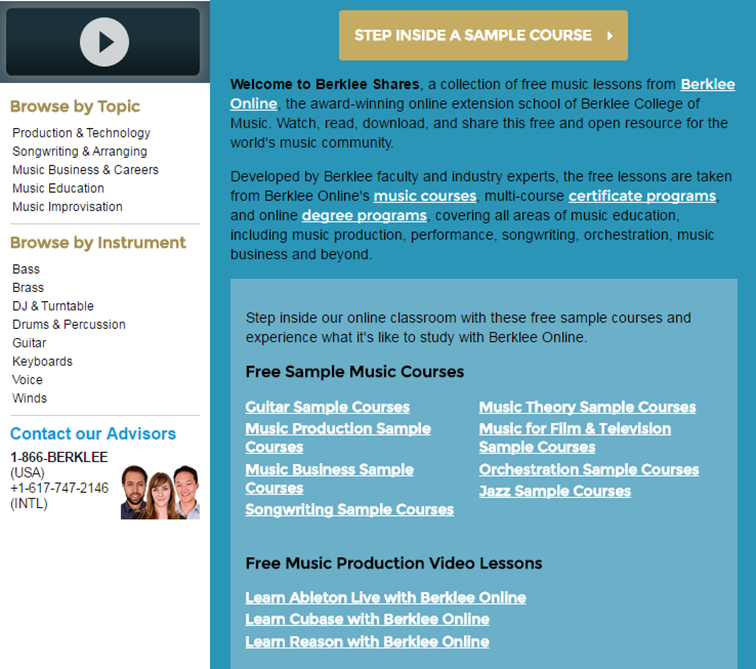 Browse by Topic
Production & Technology
Songwriting & Arranging
Music Business & Careers
Music Education
Music Improvisation
Browse by Instrument
Bass
Brass
DJ & Turntable
Drums & Percussion
Guitar
Keyboards
Voice
Winds
Contact our Advisors
1-866-BERKLEE
(USA)
+1-617-747-2146
(INTL)
STEP INSIDE A SAMPLE COURSE
Welcome to Berklee Shares, a collection of free music lessons from Berklee
Online, the award-winning online extension school of Berklee College of
Music. Watch, read, download, and share this free and open resource for the
world's music community.
Developed by Berklee faculty and industry experts, the free lessons are taken
from Berklee Online's music courses, multi-course certificate programs,
and online degree programs, covering all areas of music education,
including music production, performance, songwriting, orchestration, music
business and beyond.
Step inside our online classroom with these free sample courses and
experience what it's like to study with Berklee Online.
Free Sample Music Courses
Guitar Sample Courses
Music Production Sample
Courses
Music Business Sample
Courses
Songwriting Sample Courses
Music Theory Sample Courses
Music for Film & Television
Sample Courses
Orchestration Sample Courses
Jazz Sample Courses
Free Music Production Video Lessons
Learn Ableton Live with Berklee Online
Learn Cubase with Berklee Online
Learn Reason with Berklee Online